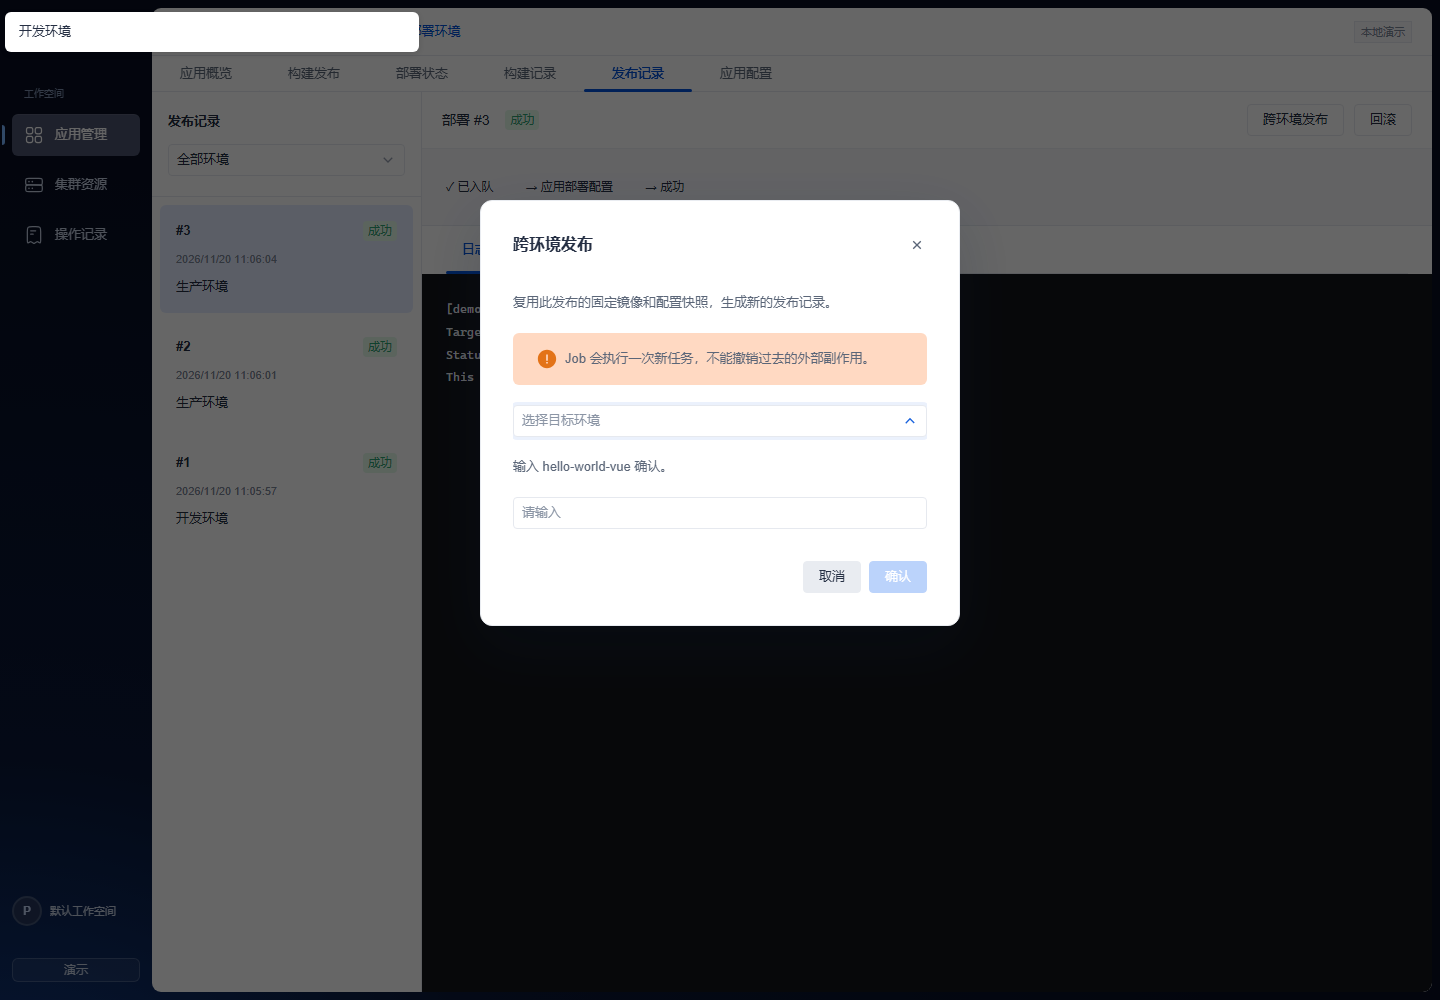 开发环境
署环境
本地演示
应用概览
构建发布
部署状态
构建记录
发布记录
应用配置
工作空间
应用管理
集群资源
操作记录
发布记录
全部环境
#3
成功
2026/11/20 11:06:04
生产环境
#2
成功
2026/11/20 11:06:01
生产环境
#1
成功
2026/11/20 11:05:57
开发环境
部署 #3
成功
跨环境发布
回滚
✓ 已入队
→ 应用部署配置
→ 成功
[demo
Targe
Statu
This
跨环境发布
复用此发布的固定镜像和配置快照，生成新的发布记录。
Job 会执行一次新任务，不能撤销过去的外部副作用。
选择目标环境
输入 hello-world-vue 确认。
请输入
取消
确认
P
默认工作空间
演示